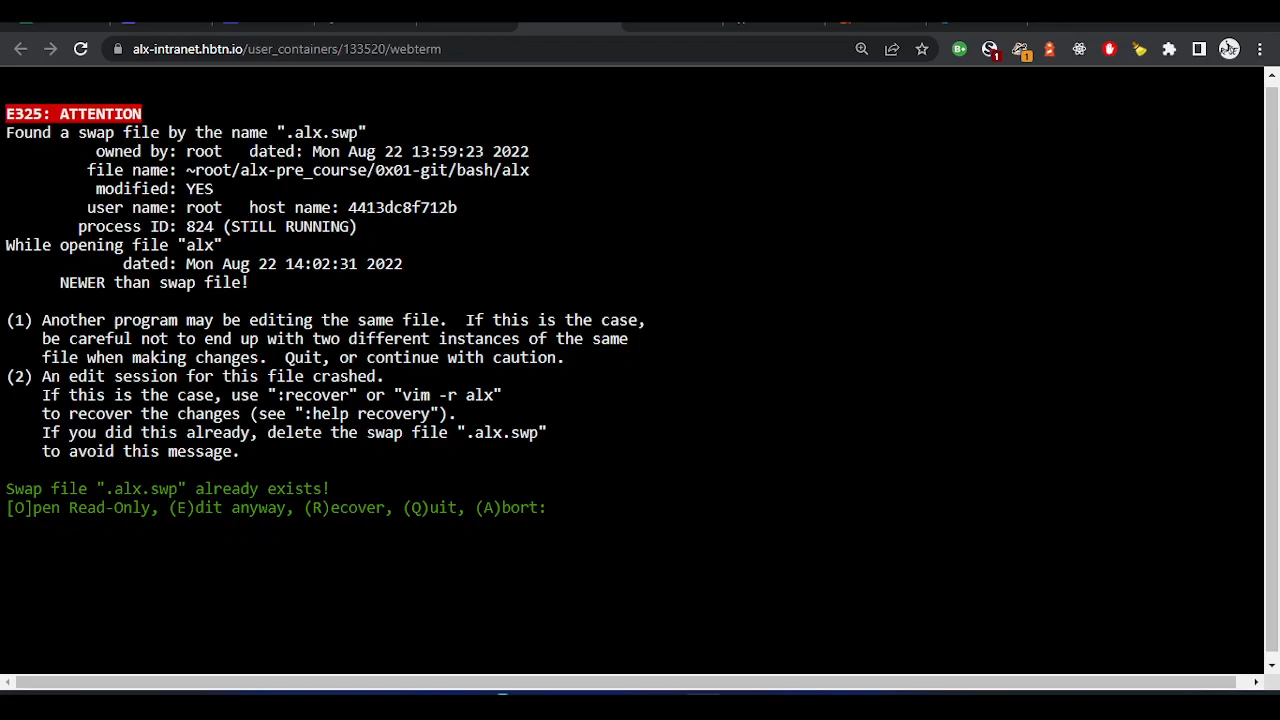 alx-intranet.hbtn.io/user_containers/133520/webterm
B+
1
1
E325: ATTENTION
Found a swap file by the name ".alx.swp"
owned by: root   dated: Mon Aug 22 13:59:23 2022
file name: ~root/alx-pre_course/0x01-git/bash/alx
modified: YES
user name: root   host name: 4413dc8f712b
process ID: 824 (STILL RUNNING)
While opening file "alx"
dated: Mon Aug 22 14:02:31 2022
NEWER than swap file!
(1) Another program may be editing the same file.  If this is the case,
be careful not to end up with two different instances of the same
file when making changes.  Quit, or continue with caution.
(2) An edit session for this file crashed.
If this is the case, use ":recover" or "vim -r alx"
to recover the changes (see ":help recovery").
If you did this already, delete the swap file ".alx.swp"
to avoid this message.
Swap file ".alx.swp" already exists!
[O]pen Read-Only, (E)dit anyway, (R)ecover, (Q)uit, (A)bort: